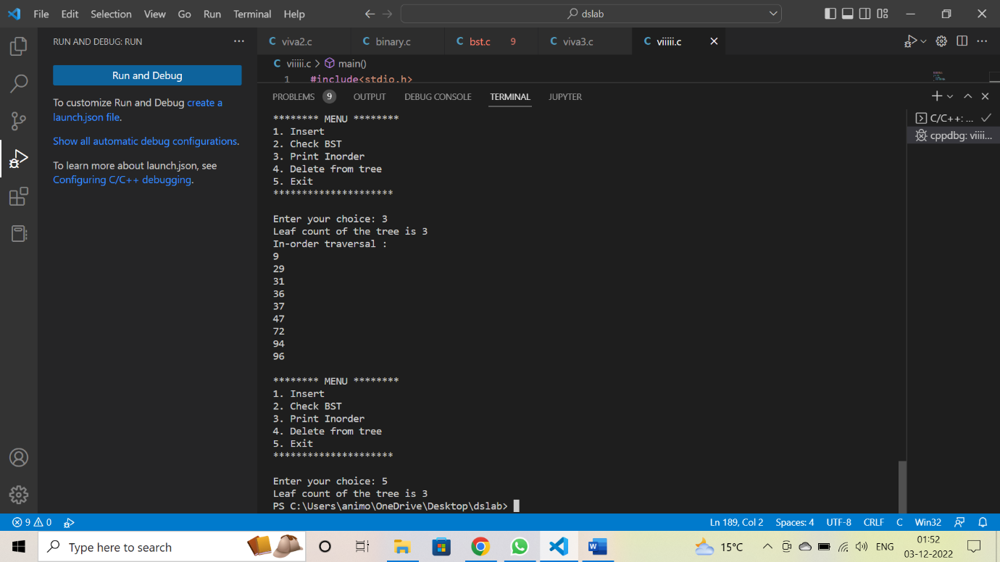 File Edit Selection View Go Run Terminal Help
dslab
RUN AND DEBUG: RUN
Run and Debug
To customize Run and Debug create a
launch.json file.
Show all automatic debug configurations.
To learn more about launch.json, see
Configuring C/C++ debugging.
C viva2.c C binary.c C bst.c 9 C viva3.c C viiiii.c
C viiiii.c > main()
1 #include<stdio.h>
PROBLEMS 9 OUTPUT DEBUG CONSOLE TERMINAL JUPYTER
C/C++: ...
cppdbg: viiii...
******** MENU ********
1. Insert
2. Check BST
3. Print Inorder
4. Delete from tree
5. Exit
*********************
Enter your choice: 3
Leaf count of the tree is 3
In-order traversal :
9
29
31
36
37
47
72
94
96
******** MENU ********
1. Insert
2. Check BST
3. Print Inorder
4. Delete from tree
5. Exit
*********************
Enter your choice: 5
Leaf count of the tree is 3
PS C:\Users\animo\OneDrive\Desktop\dslab>
9 0 Ln 189, Col 2 Spaces: 4 UTF-8 CRLF C Win32
Type here to search
15°C
ENG
01:52
03-12-2022